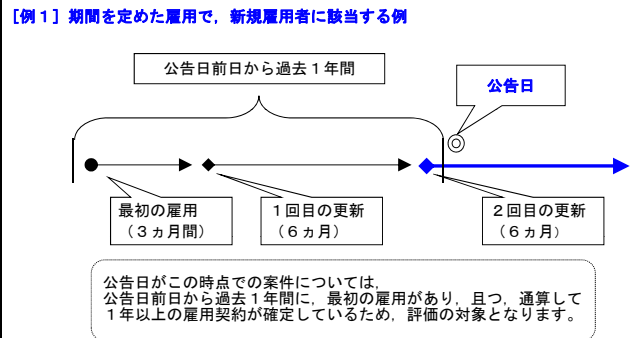 ［例１］期間を定めた雇用で，新規雇用者に該当する例
公告日前日から過去１年間
公告日
◎
最初の雇用
（３ヵ月間）
１回目の更新
（６ヵ月）
２回目の更新
（６ヵ月）
公告日がこの時点での案件については，
公告日前日から過去１年間に，最初の雇用があり，且つ，通算して
１年以上の雇用契約が確定しているため，評価の対象となります。